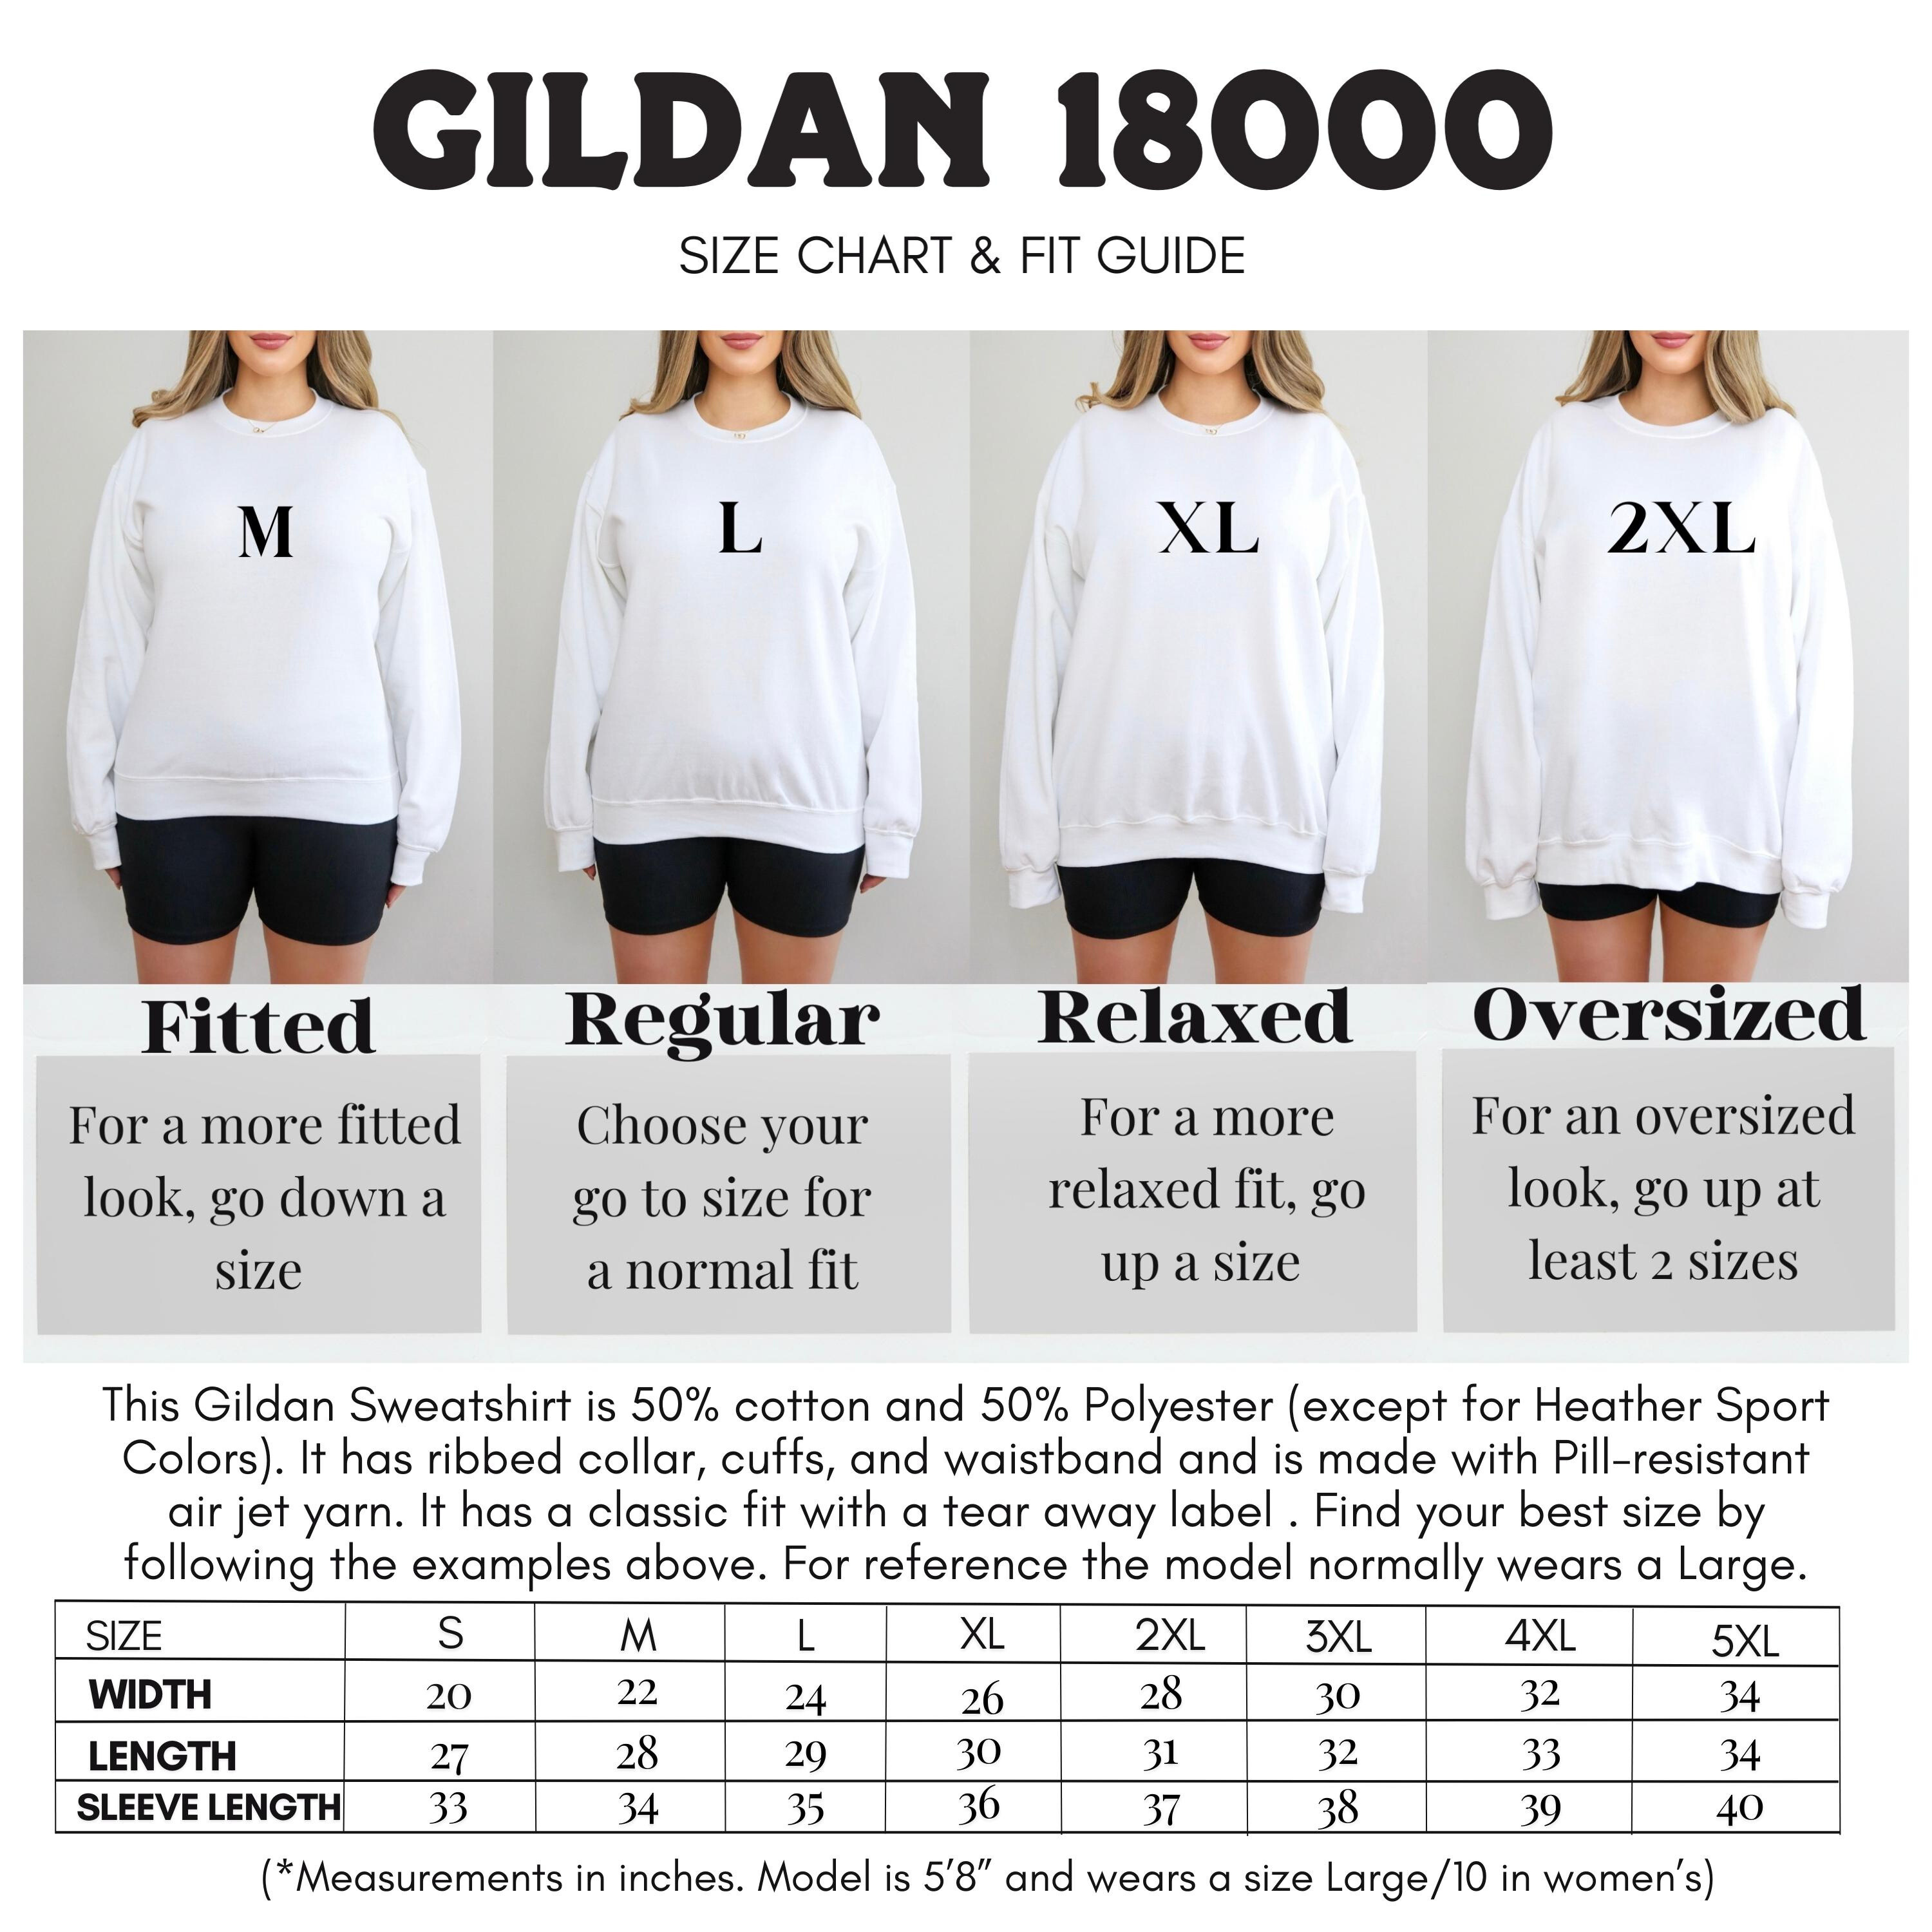 GILDAN 18000
SIZE CHART & FIT GUIDE
M
L
XL
2XL
Fitted
Regular
Relaxed
Oversized
For a more fitted
look, go down a
size
Choose your
go to size for
a normal fit
For a more
relaxed fit, go
up a size
For an oversized
look, go up at
least 2 sizes
This Gildan Sweatshirt is 50% cotton and 50% Polyester (except for Heather Sport
Colors). It has ribbed collar, cuffs, and waistband and is made with Pill-resistant
air jet yarn. It has a classic fit with a tear away label . Find your best size by
following the examples above. For reference the model normally wears a Large.
SIZE S M L XL 2XL 3XL 4XL 5XL
WIDTH 20 22 24 26 28 30 32 34
LENGTH 27 28 29 30 31 32 33 34
SLEEVE LENGTH 33 34 35 36 37 38 39 40
(*Measurements in inches. Model is 5’8” and wears a size Large/10 in women’s)